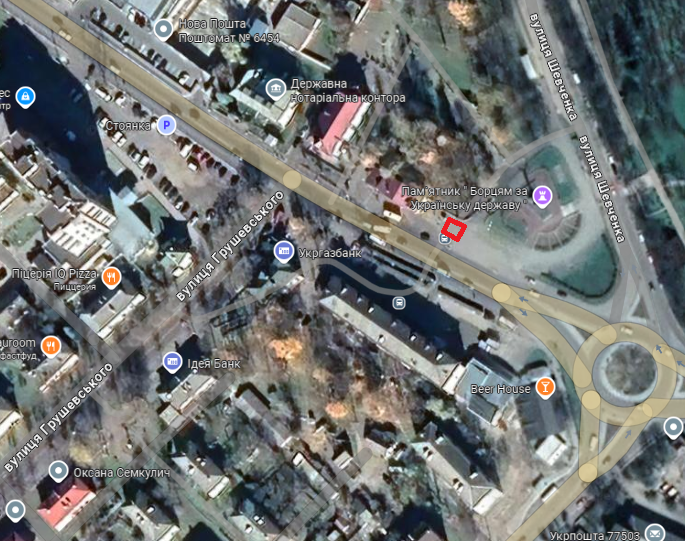 Нова Пошта
Поштомат № 6454
Державна
нотаріальна контора
Стоянка
вулиця Шевченка
вулиця Шевченка
Пам'ятник " Борцям за
Українську державу "
вулиця Грушевського
Укргазбанк
Піцерія IQ Pizza
Пиццерия
Ідея Банк
Beer House
вулиця Грушевського
Оксана Семкулич
Укрпошта 77503